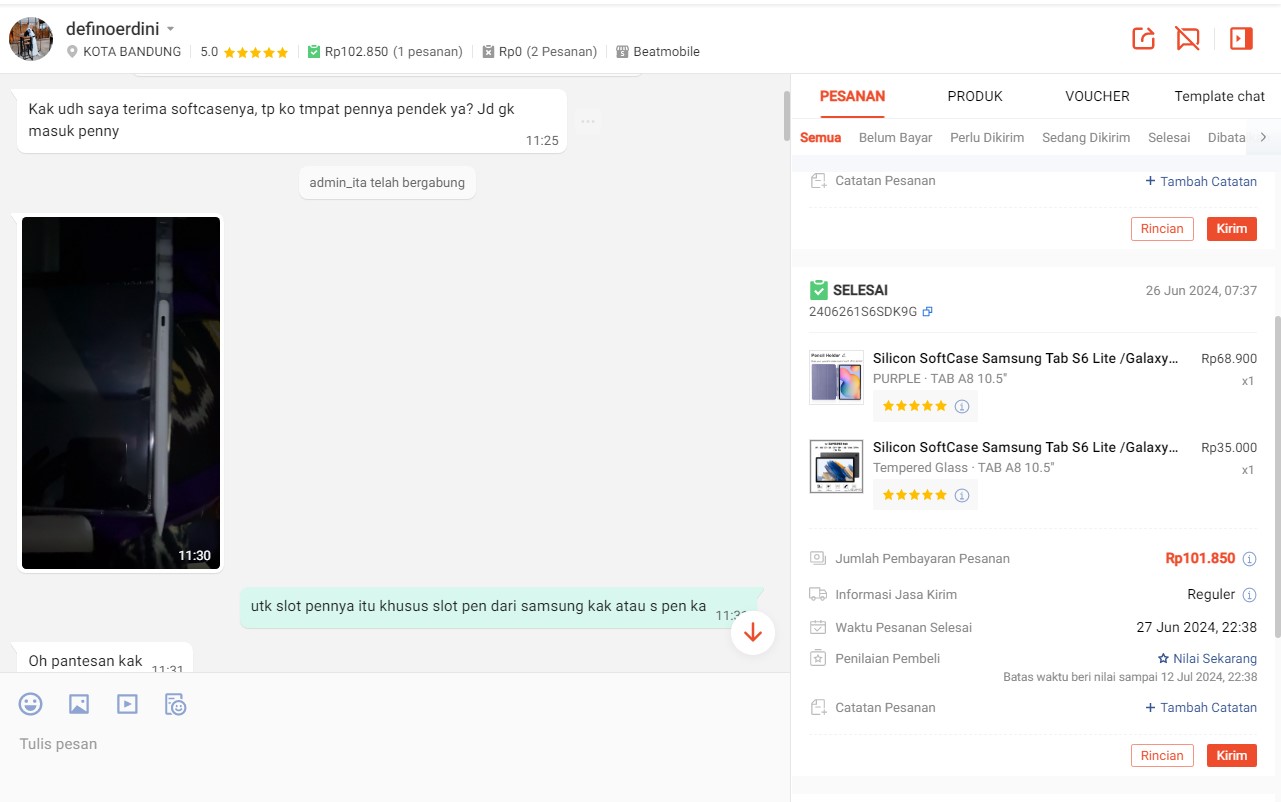 definoerdini
KOTA BANDUNG 5.0 Rp102.850 (1 pesanan) Rp0 (2 Pesanan) Beatmobile
Kak udh saya terima softcasenya, tp ko tmpat pennya pendek ya? Jd gk
masuk penny
11:25
admin_ita telah bergabung
11:30
utk slot pennya itu khusus slot pen dari samsung kak atau s pen ka
Oh pantesan kak 11:31
Tulis pesan
PESANAN PRODUK VOUCHER Template chat
Semua Belum Bayar Perlu Dikirim Sedang Dikirim Selesai Dibata
Catatan Pesanan + Tambah Catatan
Rincian Kirim
SELESAI 26 Jun 2024, 07:37
2406261S6SDK9G
Pencil Holder
Silicon SoftCase Samsung Tab S6 Lite /Galaxy... Rp68.900
PURPLE · TAB A8 10.5" x1
Silicon SoftCase Samsung Tab S6 Lite /Galaxy... Rp35.000
Tempered Glass · TAB A8 10.5" x1
Jumlah Pembayaran Pesanan Rp101.850
Informasi Jasa Kirim Reguler
Waktu Pesanan Selesai 27 Jun 2024, 22:38
Penilaian Pembeli Nilai Sekarang
Batas waktu beri nilai sampai 12 Jul 2024, 22:38
Catatan Pesanan + Tambah Catatan
Rincian Kirim